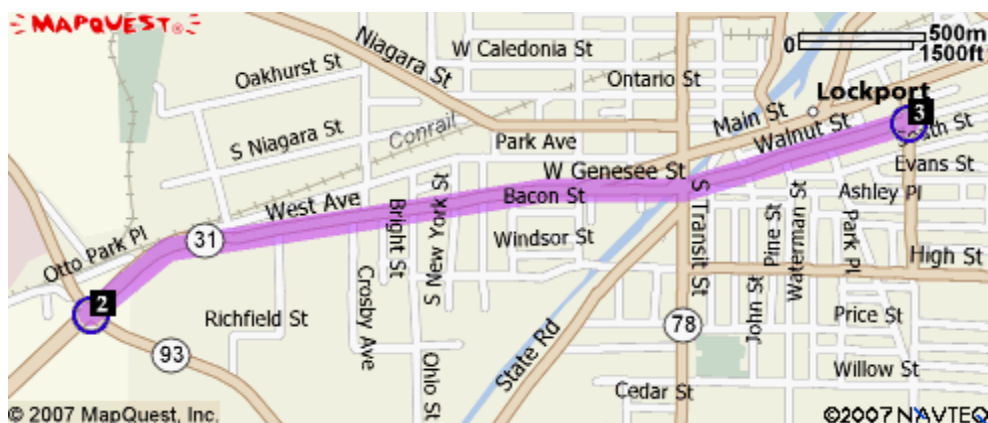 MAPQUEST®
Niagara St
W Caledonia St
0 500m
1500ft
Oakhurst St
Ontario St
Lockport
Main St
3
S Niagara St
Conrail
Park Ave
Walnut St
Evans St
W Genesee St
West Ave
Bright St
S New York St
Bacon St
S Transit St
Ashley Pl
Otto Park Pl
31
Windsor St
Pine St
Waterman St
Park Pl
High St
2
Crosby Ave
Richfield St
93
State Rd
78
John St
Price St
Ohio St
Willow St
Cedar St
© 2007 MapQuest, Inc.
©2007 NAVTEQ